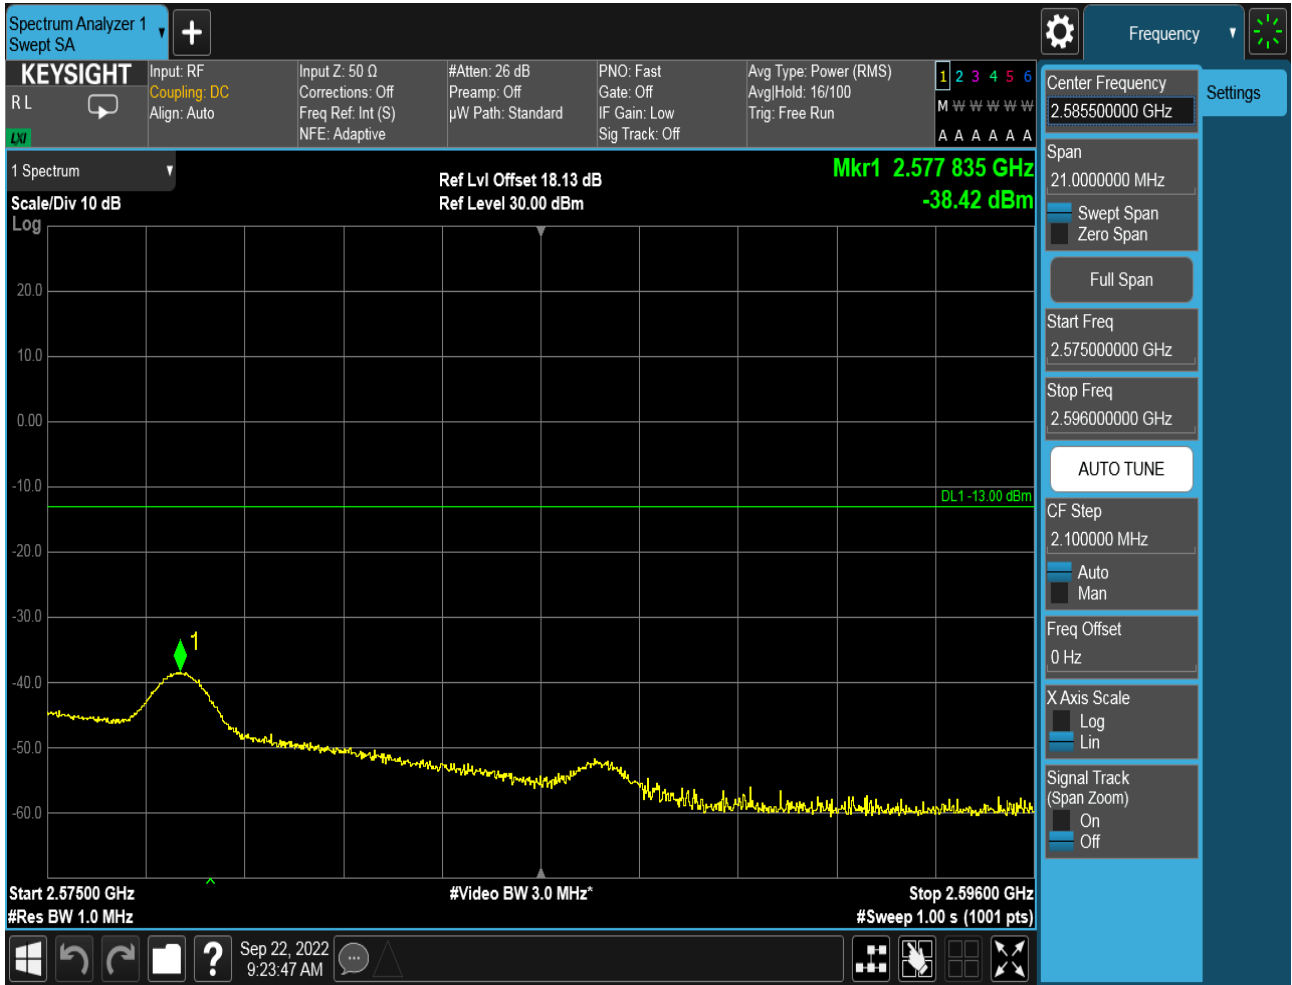 Spectrum Analyzer 1
Swept SA
+
Frequency
KEYSIGHT
R L
LXI
Input: RF
Coupling: DC
Align: Auto
Input Z: 50 Ω
Corrections: Off
Freq Ref: Int (S)
NFE: Adaptive
#Atten: 26 dB
Preamp: Off
µW Path: Standard
PNO: Fast
Gate: Off
IF Gain: Low
Sig Track: Off
Avg Type: Power (RMS)
Avg|Hold: 16/100
Trig: Free Run
1 2 3 4 5 6
M W W W W W
A A A A A A
1 Spectrum
Scale/Div 10 dB
Log
Ref Lvl Offset 18.13 dB
Ref Level 30.00 dBm
Mkr1 2.577 835 GHz
-38.42 dBm
20.0
10.0
0.00
-10.0
-20.0
-30.0
-40.0
-50.0
-60.0
DL1 -13.00 dBm
1
Start 2.57500 GHz
#Res BW 1.0 MHz
#Video BW 3.0 MHz*
Stop 2.59600 GHz
#Sweep 1.00 s (1001 pts)
Center Frequency
2.585500000 GHz
Settings
Span
21.0000000 MHz
Swept Span
Zero Span
Full Span
Start Freq
2.575000000 GHz
Stop Freq
2.596000000 GHz
AUTO TUNE
CF Step
2.100000 MHz
Auto
Man
Freq Offset
0 Hz
X Axis Scale
Log
Lin
Signal Track
(Span Zoom)
On
Off
?
Sep 22, 2022
9:23:47 AM